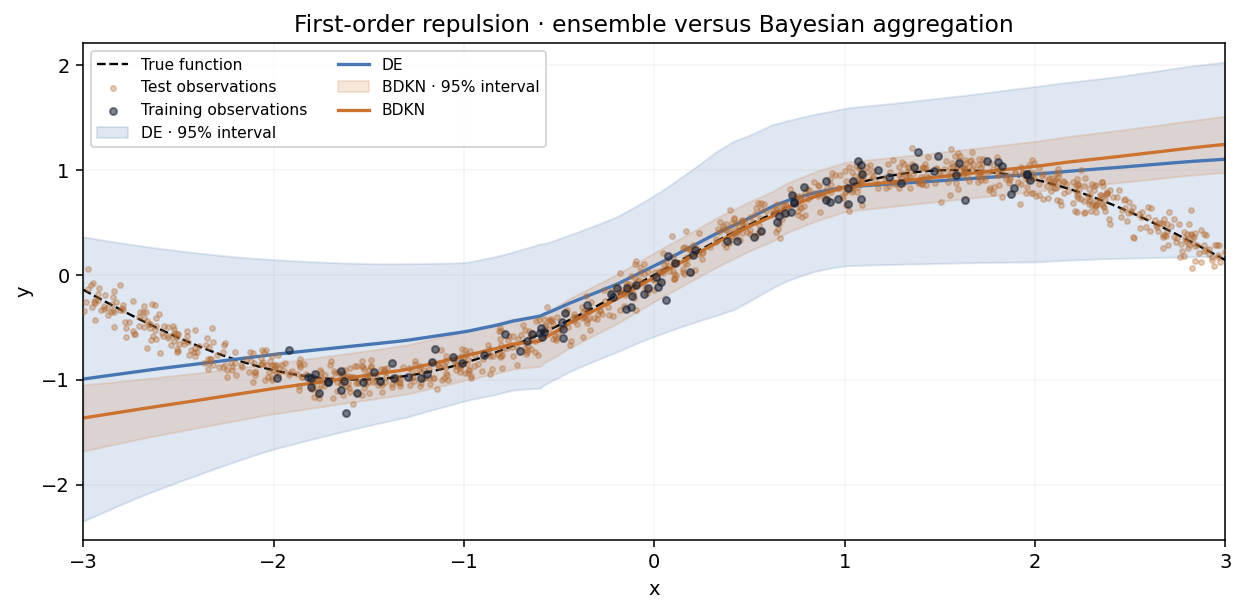 First-order repulsion · ensemble versus Bayesian aggregation
True function
Test observations
Training observations
DE · 95% interval
DE
BDKN · 95% interval
BDKN
2
1
0
−1
−2
y
−3
−2
−1
0
1
2
3
x